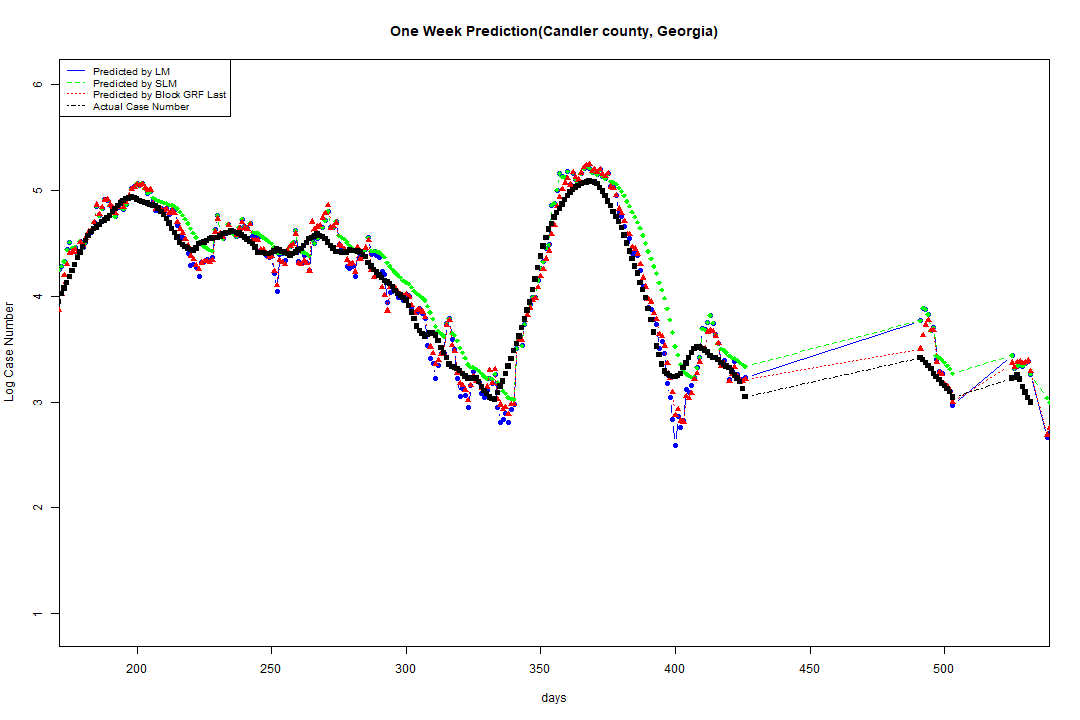 One Week Prediction(Candler county, Georgia)
Predicted by LM
Predicted by SLM
Predicted by Block GRF Last
Actual Case Number
Log Case Number
6
5
4
3
2
1
200 250 300 350 400 450 500
days